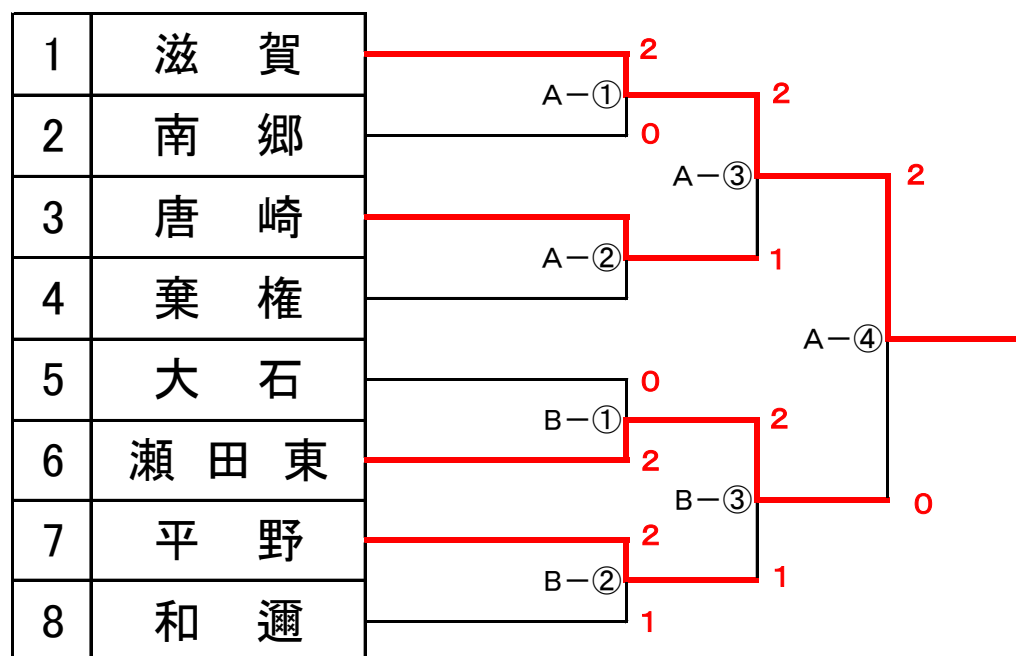 1 滋 賀
2 南 郷
3 唐 崎
4 棄 権
5 大 石
6 瀬 田 東
7 平 野
8 和 邇
2
A-①
0
A-②
B-①
0
2
B-②
2
1
A-③
2
1
B-③
2
1
A-④
2
0